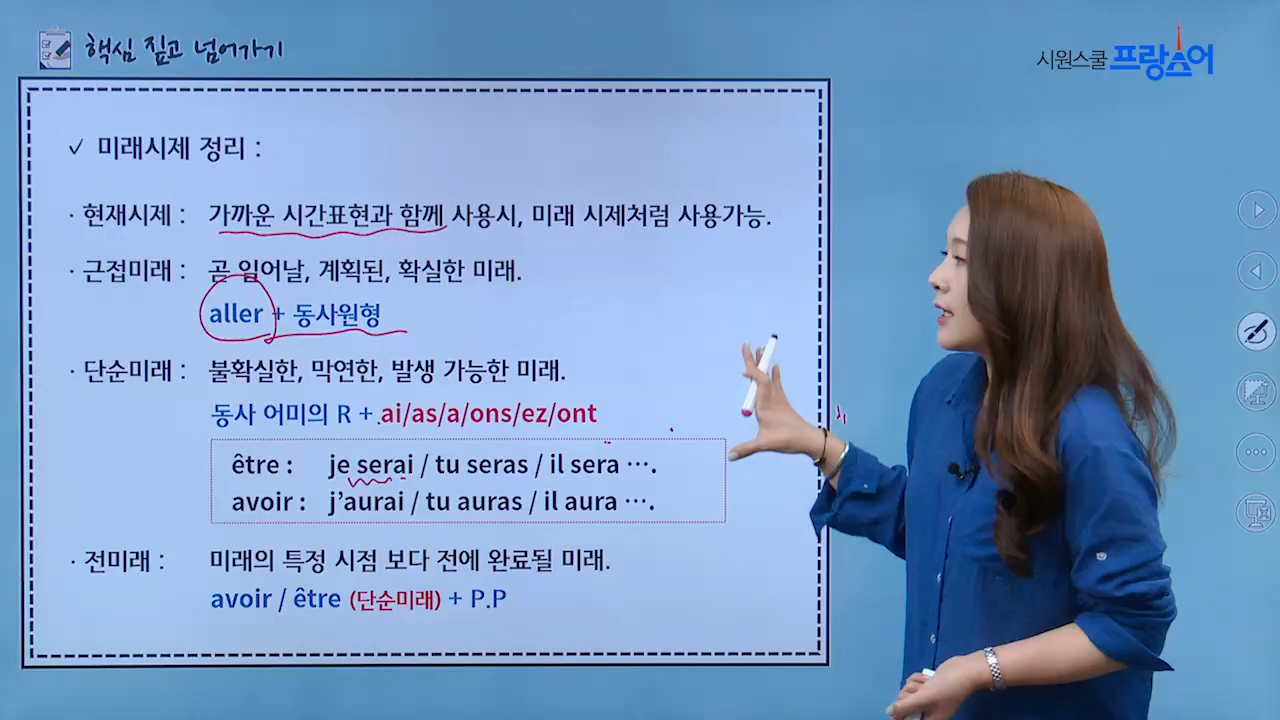 핵심 짚고 넘어가기
시원스쿨 프랑스어
✓ 미래시제 정리 :
· 현재시제 : 가까운 시간표현과 함께 사용시, 미래 시제처럼 사용가능.
· 근접미래 : 곧 일어날, 계획된, 확실한 미래.
aller + 동사원형
· 단순미래 : 불확실한, 막연한, 발생 가능한 미래.
동사 어미의 R + ai/as/a/ons/ez/ont
être : je serai / tu seras / il sera ….
avoir : j’aurai / tu auras / il aura ….
· 전미래 : 미래의 특정 시점 보다 전에 완료될 미래.
avoir / être (단순미래) + P.P